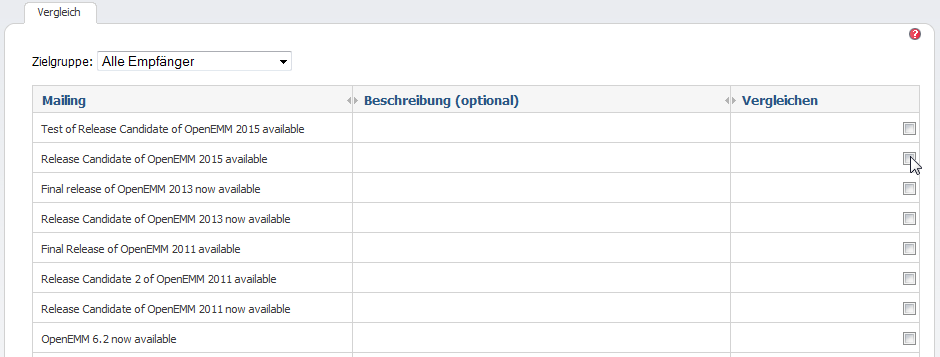 Vergleich
?
Zielgruppe: Alle Empfänger
Mailing Beschreibung (optional) Vergleichen
Test of Release Candidate of OpenEMM 2015 available
Release Candidate of OpenEMM 2015 available
Final release of OpenEMM 2013 now available
Release Candidate of OpenEMM 2013 now available
Final Release of OpenEMM 2011 available
Release Candidate 2 of OpenEMM 2011 available
Release Candidate of OpenEMM 2011 now available
OpenEMM 6.2 now available